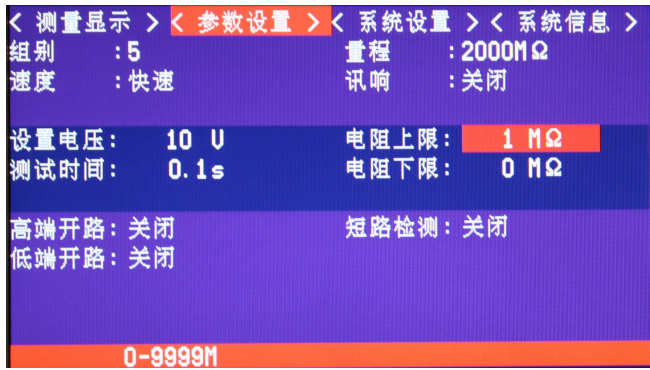 < 测量显示 > < 参数设置 > < 系统设置 > < 系统信息 >
组别 :5 量程 :2000MΩ
速度 :快速 讯响 :关闭
设置电压: 10 V 电阻上限: 1 MΩ
测试时间: 0.1s 电阻下限: 0 MΩ
高端开路:关闭 短路检测:关闭
低端开路:关闭
0-9999M